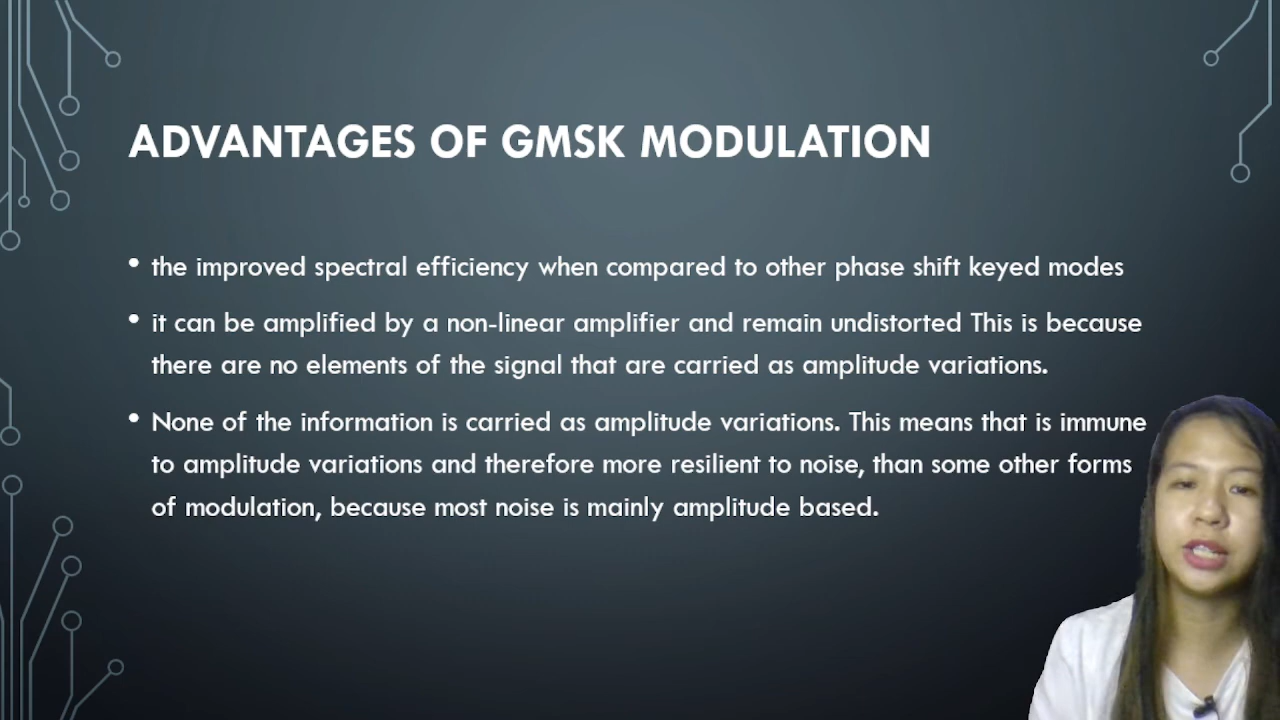 ADVANTAGES OF GMSK MODULATION
• the improved spectral efficiency when compared to other phase shift keyed modes
• it can be amplified by a non-linear amplifier and remain undistorted This is because
there are no elements of the signal that are carried as amplitude variations.
• None of the information is carried as amplitude variations. This means that is immune
to amplitude variations and therefore more resilient to noise, than some other forms
of modulation, because most noise is mainly amplitude based.